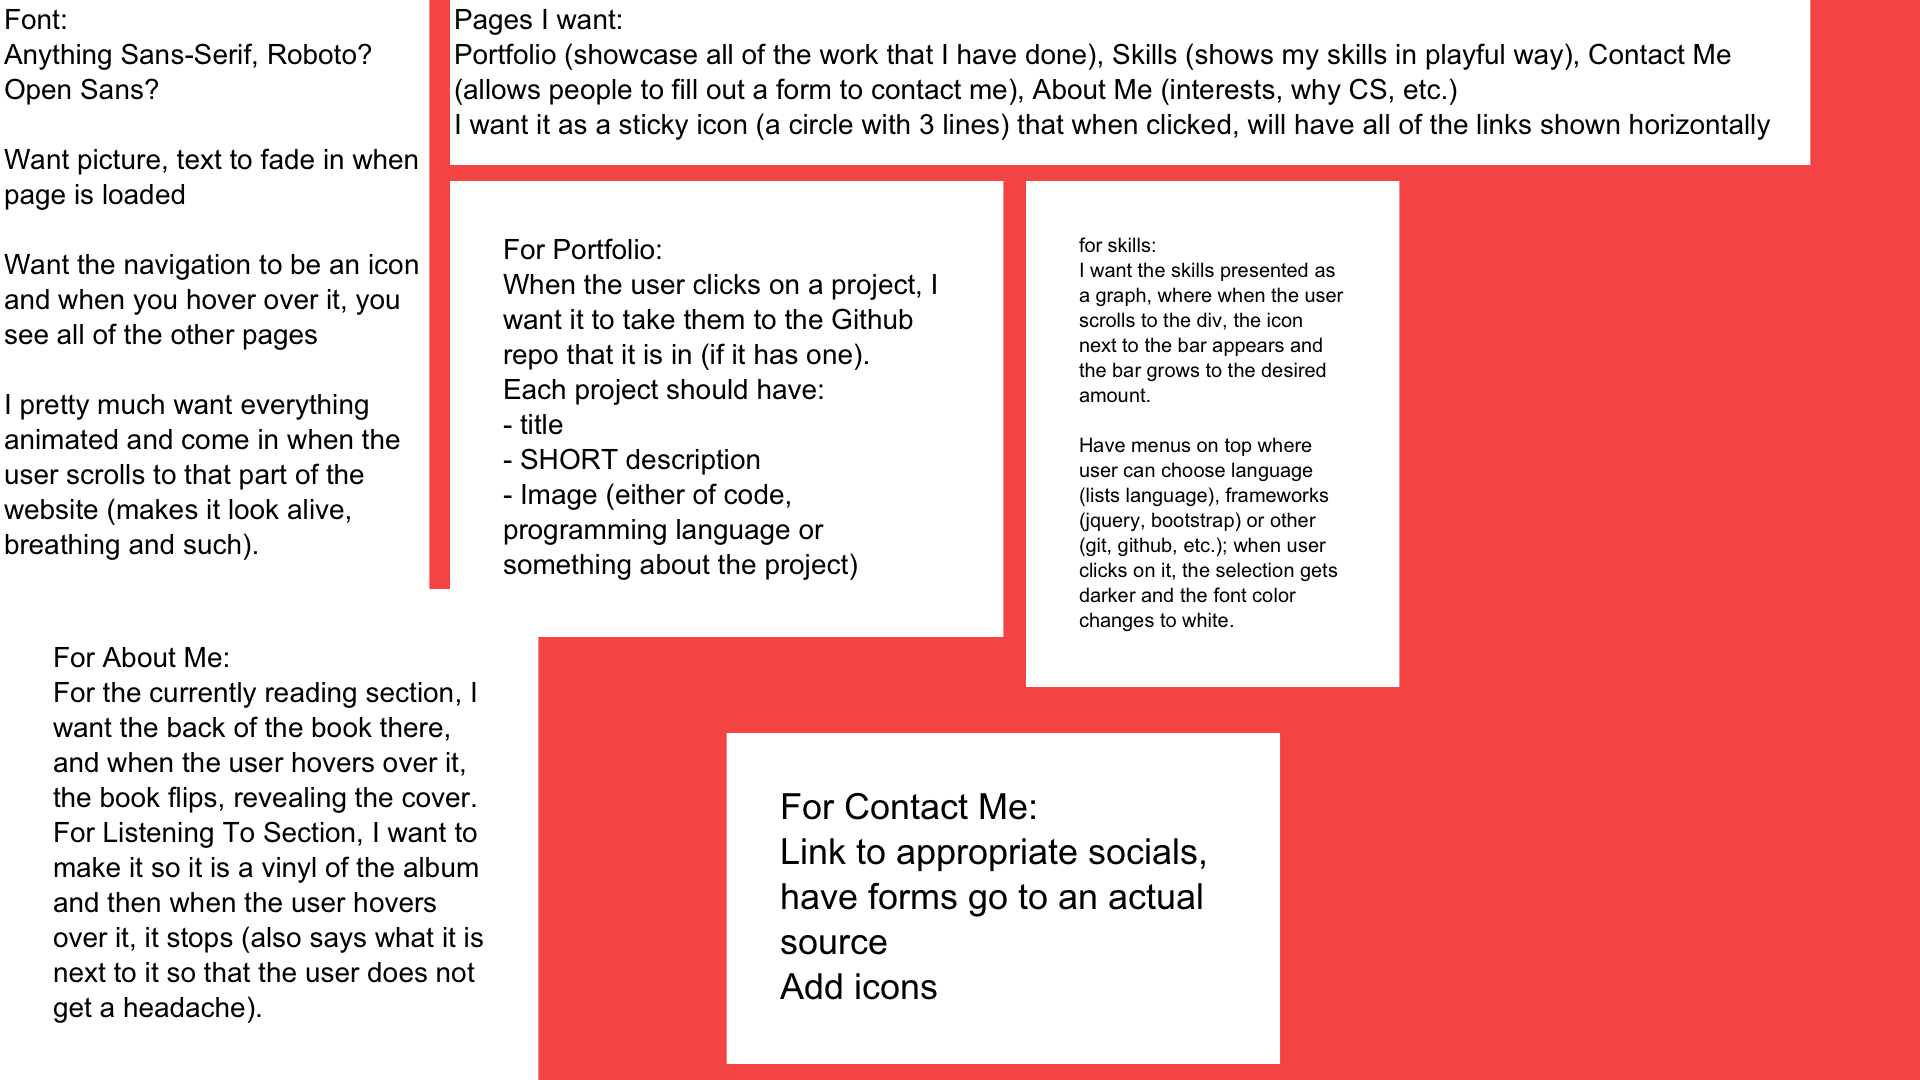 Font:
Anything Sans-Serif, Roboto?
Open Sans?
Want picture, text to fade in when
page is loaded
Want the navigation to be an icon
and when you hover over it, you
see all of the other pages
I pretty much want everything
animated and come in when the
user scrolls to that part of the
website (makes it look alive,
breathing and such).
Pages I want:
Portfolio (showcase all of the work that I have done), Skills (shows my skills in playful way), Contact Me
(allows people to fill out a form to contact me), About Me (interests, why CS, etc.)
I want it as a sticky icon (a circle with 3 lines) that when clicked, will have all of the links shown horizontally
For Portfolio:
When the user clicks on a project, I
want it to take them to the Github
repo that it is in (if it has one).
Each project should have:
- title
- SHORT description
- Image (either of code,
programming language or
something about the project)
for skills:
I want the skills presented as
a graph, where when the user
scrolls to the div, the icon
next to the bar appears and
the bar grows to the desired
amount.
Have menus on top where
user can choose language
(lists language), frameworks
(jquery, bootstrap) or other
(git, github, etc.); when user
clicks on it, the selection gets
darker and the font color
changes to white.
For About Me:
For the currently reading section, I
want the back of the book there,
and when the user hovers over it,
the book flips, revealing the cover.
For Listening To Section, I want to
make it so it is a vinyl of the album
and then when the user hovers
over it, it stops (also says what it is
next to it so that the user does not
get a headache).
For Contact Me:
Link to appropriate socials,
have forms go to an actual
source
Add icons